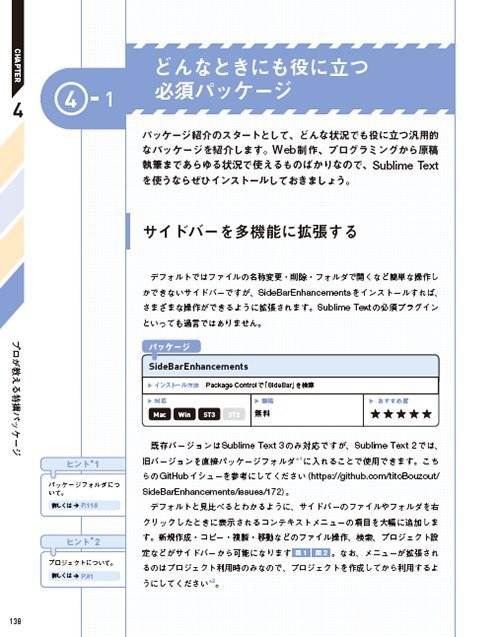 CHAPTER
4
プロが教える特撰パッケージ
4-1
どんなときにも役に立つ
必須パッケージ
パッケージ紹介のスタートとして、どんな状況でも役に立つ汎用的
なパッケージを紹介します。Web制作、プログラミングから原稿
執筆まであらゆる状況で使えるものばかりなので、Sublime Text
を使うならぜひインストールしておきましょう。
サイドバーを多機能に拡張する
デフォルトではファイルの名称変更・削除・フォルダで開くなど簡単な操作し
かできないサイドバーですが、SideBarEnhancementsをインストールすれば、
さまざまな操作ができるように拡張されます。Sublime Textの必須プラグイン
といっても過言ではありません。
パッケージ
SideBarEnhancements
▶ インストール方法 Package Controlで「SideBar」を検索
▶ 対応 ▶ 価格 ▶ おすすめ度
Mac Win ST3 ST2 無料 ★★★★★
既存バージョンはSublime Text 3のみ対応ですが、Sublime Text 2では、
旧バージョンを直接パッケージフォルダ*1に入れることで使用できます。こち
らのGitHubイシューを参考にしてください(https://github.com/titoBouzout/
SideBarEnhancements/issues/172)。
デフォルトと見比べるとわかるように、サイドバーのファイルやフォルダを右
クリックしたときに表示されるコンテキストメニューの項目を大幅に追加しま
す。新規作成・コピー・複製・移動などのファイル操作、検索、プロジェクト設
定などがサイドバーから可能になります 図1 図2 。なお、メニューが拡張され
るのはプロジェクト利用時のみなので、プロジェクトを作成してから利用するよ
うにしてください*2。
ヒント*1
パッケージフォルダにつ
いて。
詳しくは ➔ P.118
ヒント*2
プロジェクトについて。
詳しくは ➔ P.81
138